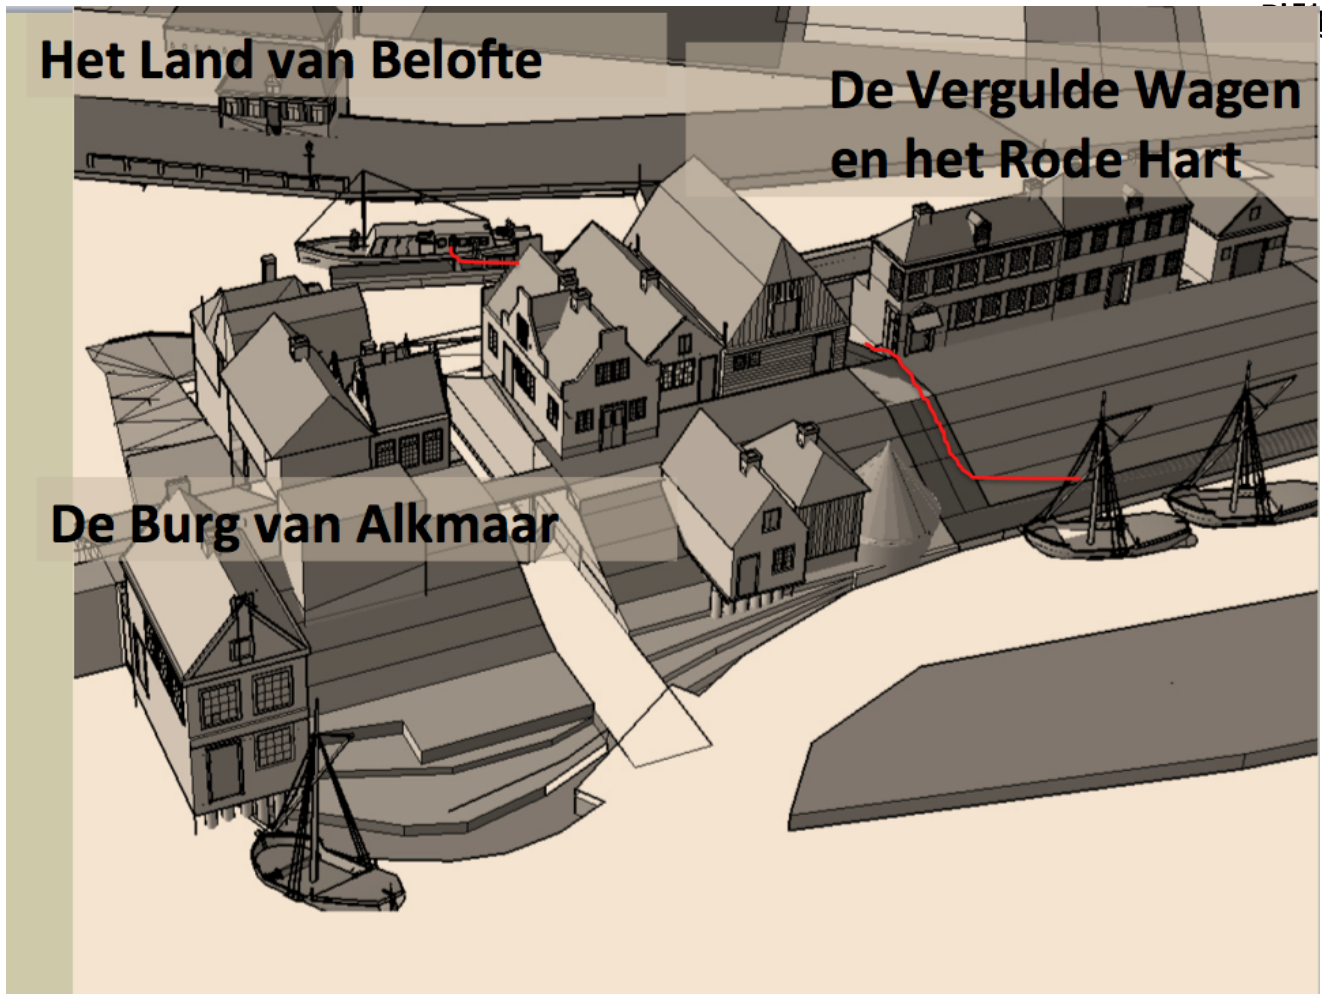 Het Land van Belofte
De Vergulde Wagen
en het Rode Hart
De Burg van Alkmaar